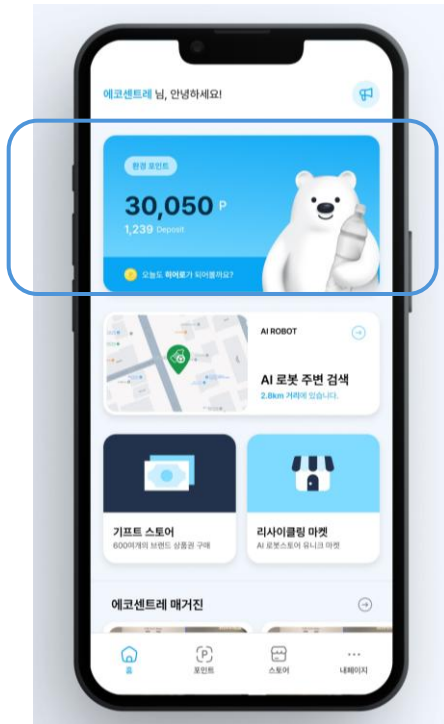 에코센트레 님, 안녕하세요!
환경 포인트
30,050 P
1,239 Deposit
오늘도 히어로가 되어볼까요?
AI ROBOT
AI 로봇 주변 검색
2.8km 거리에 있습니다.
기프트 스토어
600여개의 브랜드 상품권 구매
리사이클링 마켓
AI 로봇스토어 유니크 마켓
에코센트레 매거진
홈
포인트
스토어
내페이지